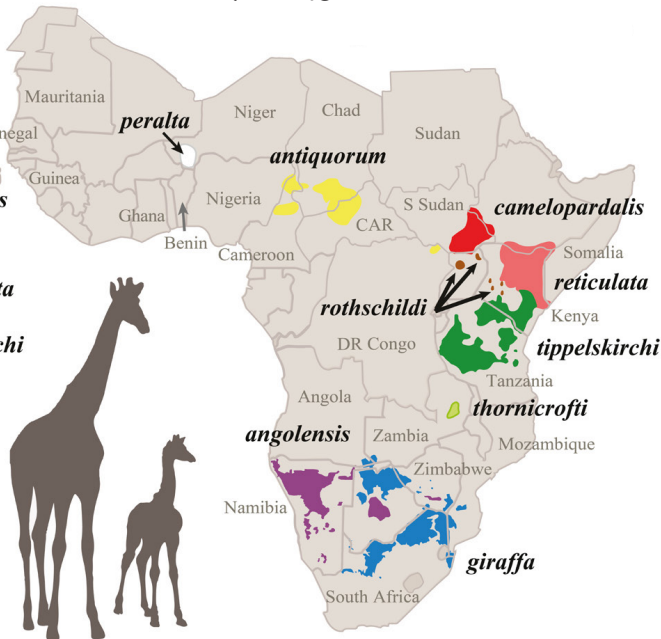 Mauritania
Niger
Chad
Sudan
peralta
negal
antiquorum
Guinea
Nigeria
S Sudan
camelopardalis
s
Ghana
CAR
Benin
Cameroon
Somalia
ta
rothschildi
reticulata
Kenya
chi
DR Congo
tippelskirchi
Tanzania
Angola
thornicrofti
angolensis
Zambia
Mozambique
Zimbabwe
Namibia
giraffa
South Africa